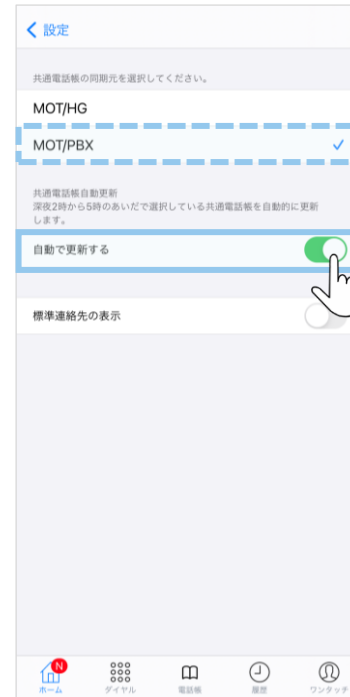 設定
共通電話帳の同期元を選択してください。
MOT/HG
MOT/PBX
共通電話帳自動更新
深夜2時から5時のあいだで選択している共通電話帳を自動的に更新
します。
自動で更新する
標準連絡先の表示
N
ホーム ダイヤル 電話帳 履歴 ワンタッチ